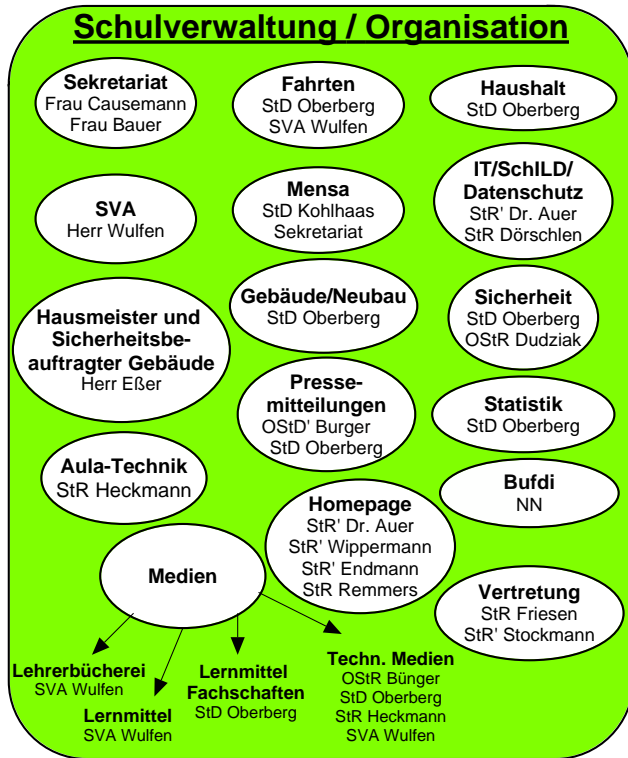 Schulverwaltung / Organisation
Sekretariat
Frau Causemann
Frau Bauer
Fahrten
StD Oberberg
SVA Wulfen
Haushalt
StD Oberberg
SVA
Herr Wulfen
Mensa
StD Kohlhaas
Sekretariat
IT/SchILD/
Datenschutz
StR' Dr. Auer
StR Dörschlen
Hausmeister und
Sicherheitsbe-
auftragter Gebäude
Herr Eßer
Gebäude/Neubau
StD Oberberg
Sicherheit
StD Oberberg
OStR Dudziak
Presse-
mitteilungen
OStD' Burger
StD Oberberg
Statistik
StD Oberberg
Aula-Technik
StR Heckmann
Bufdi
NN
Homepage
StR' Dr. Auer
StR' Wippermann
StR' Endmann
StR Remmers
Medien
Vertretung
StR Friesen
StR' Stockmann
Lehrerbücherei
SVA Wulfen
Lernmittel
SVA Wulfen
Lernmittel
Fachschaften
StD Oberberg
Techn. Medien
OStR Bünger
StD Oberberg
StR Heckmann
SVA Wulfen